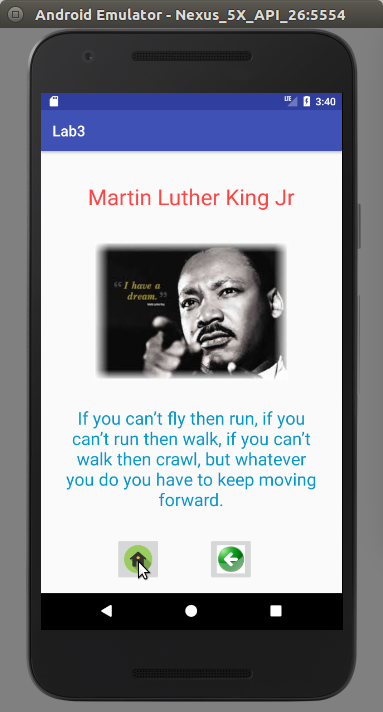 Android Emulator - Nexus_5X_API_26:5554
LTE 3:40
Lab3
Martin Luther King Jr
“ I have a
dream. ”
If you can’t fly then run, if you
can’t run then walk, if you can’t
walk then crawl, but whatever
you do you have to keep moving
forward.